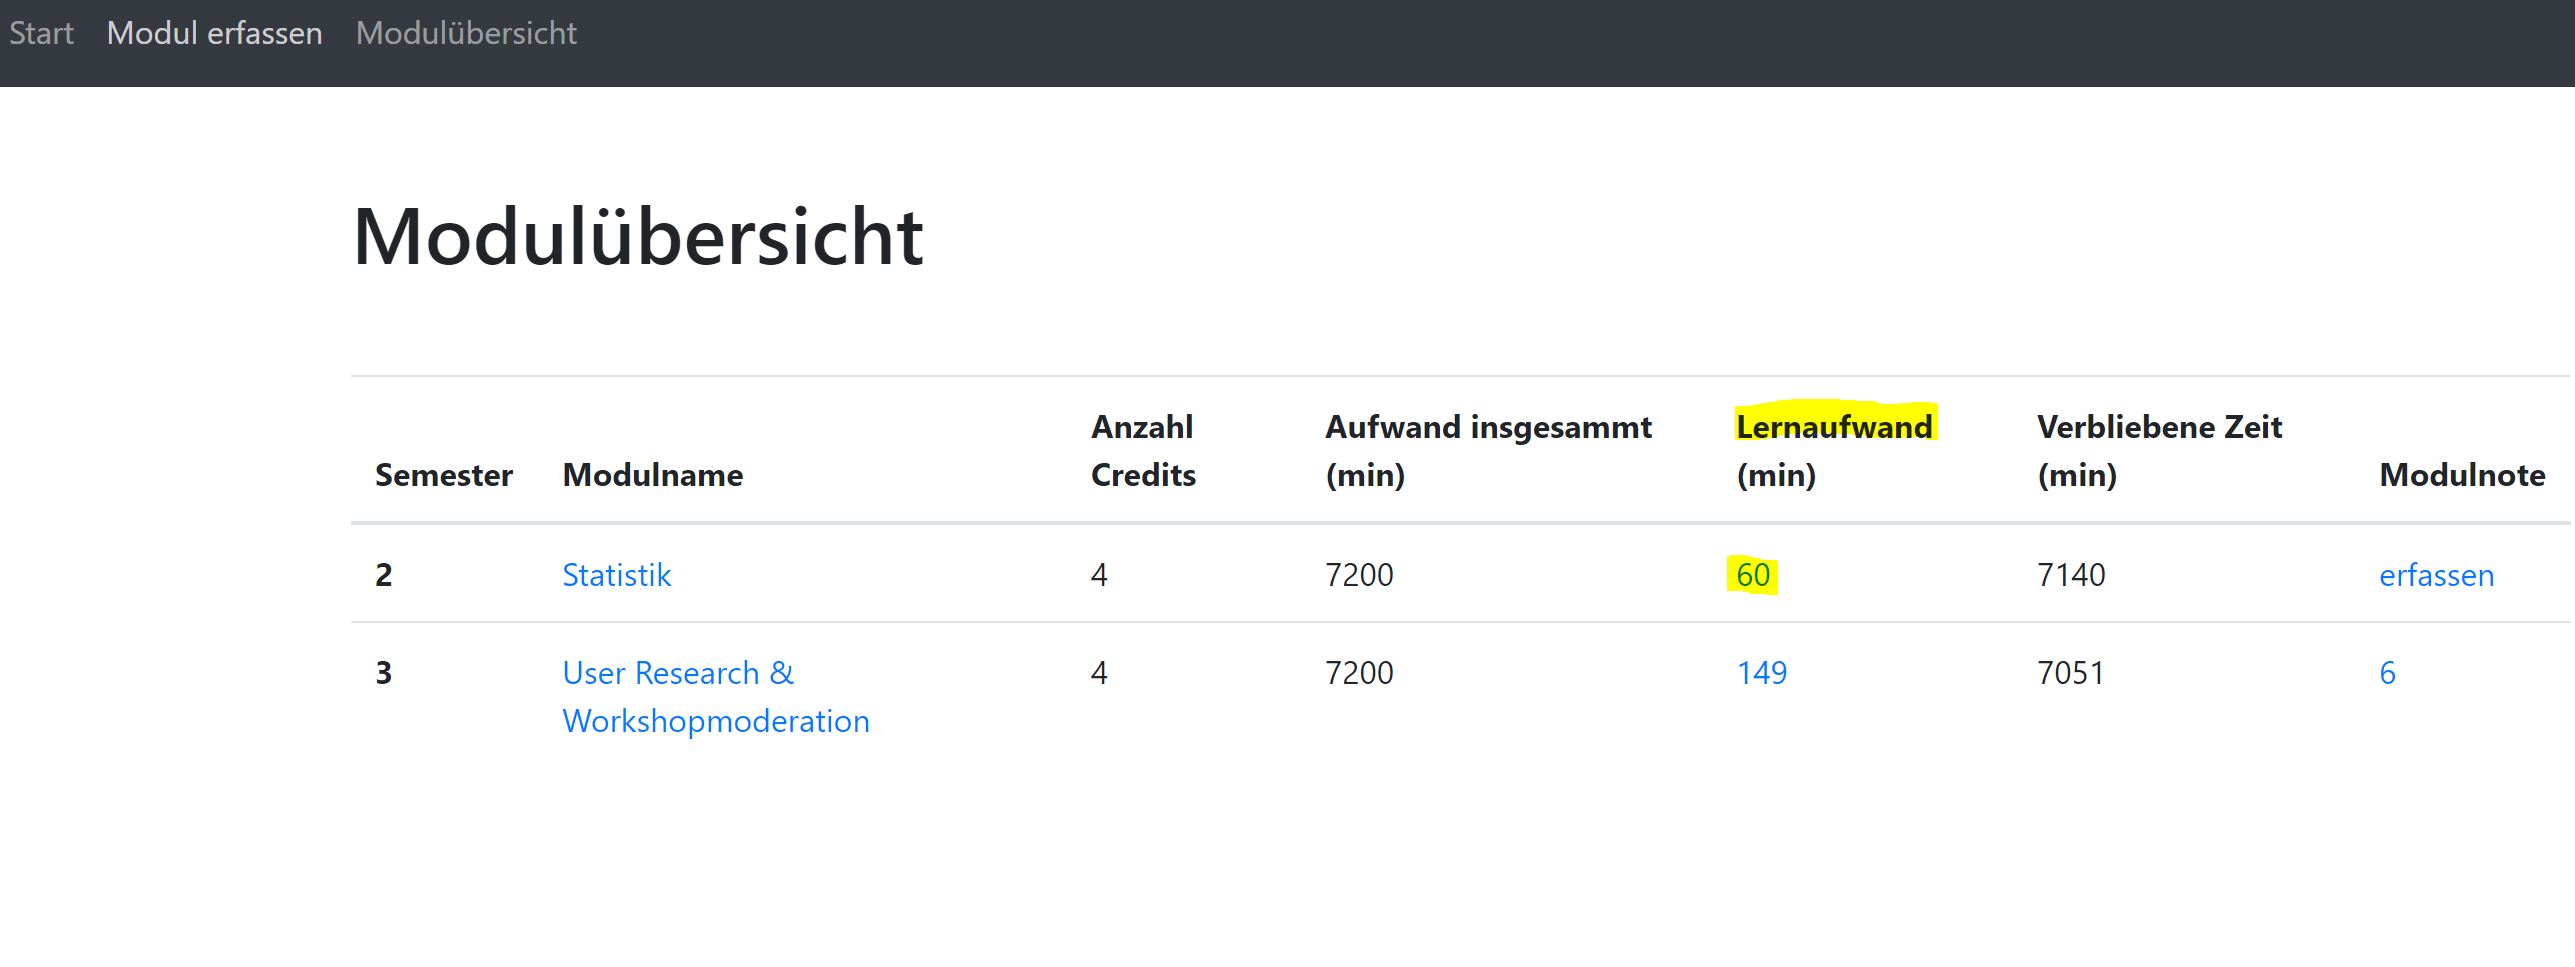 Start Modul erfassen Modulübersicht
Modulübersicht
Semester Modulname Anzahl Credits Aufwand insgesammt (min) Lernaufwand (min) Verbliebene Zeit (min) Modulnote
2 Statistik 4 7200 60 7140 erfassen
3 User Research & 4 7200 149 7051 6
Workshopmoderation